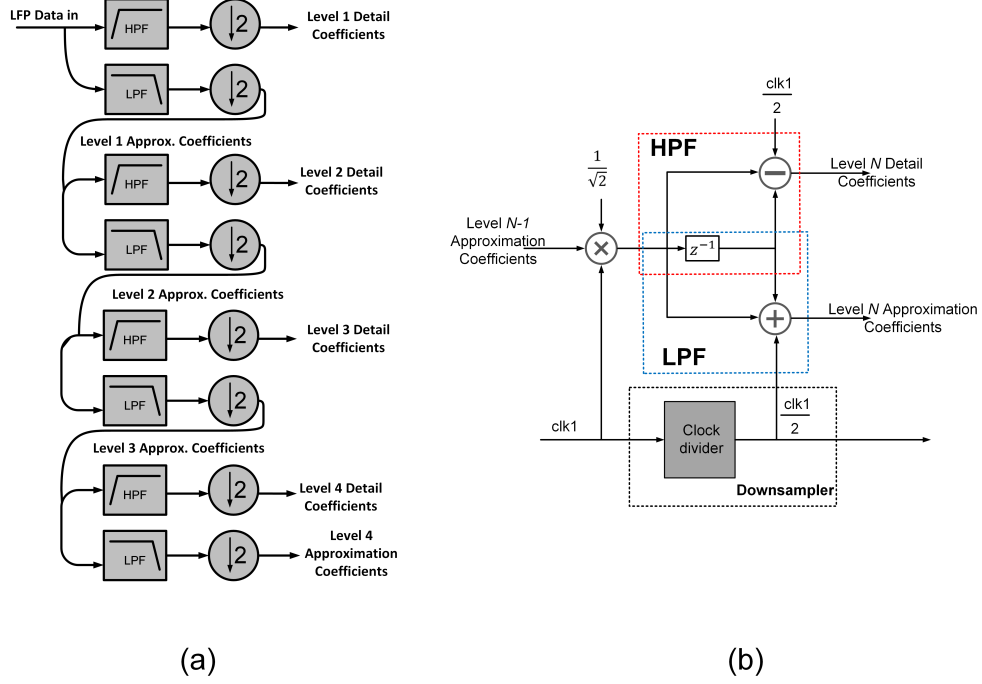 LFP Data in
HPF
↓2
Level 1 Detail
Coefficients
LPF
↓2
Level 1 Approx. Coefficients
HPF
↓2
Level 2 Detail
Coefficients
LPF
↓2
Level 2 Approx. Coefficients
HPF
↓2
Level 3 Detail
Coefficients
LPF
↓2
Level 3 Approx. Coefficients
HPF
↓2
Level 4 Detail
Coefficients
LPF
↓2
Level 4
Approximation
Coefficients
(a)
clk1
2
HPF
1
√2
−
Level N Detail
Coefficients
Level N-1
Approximation
Coefficients
×
z⁻¹
+
Level N Approximation
Coefficients
LPF
clk1
Clock
divider
clk1
2
Downsampler
(b)